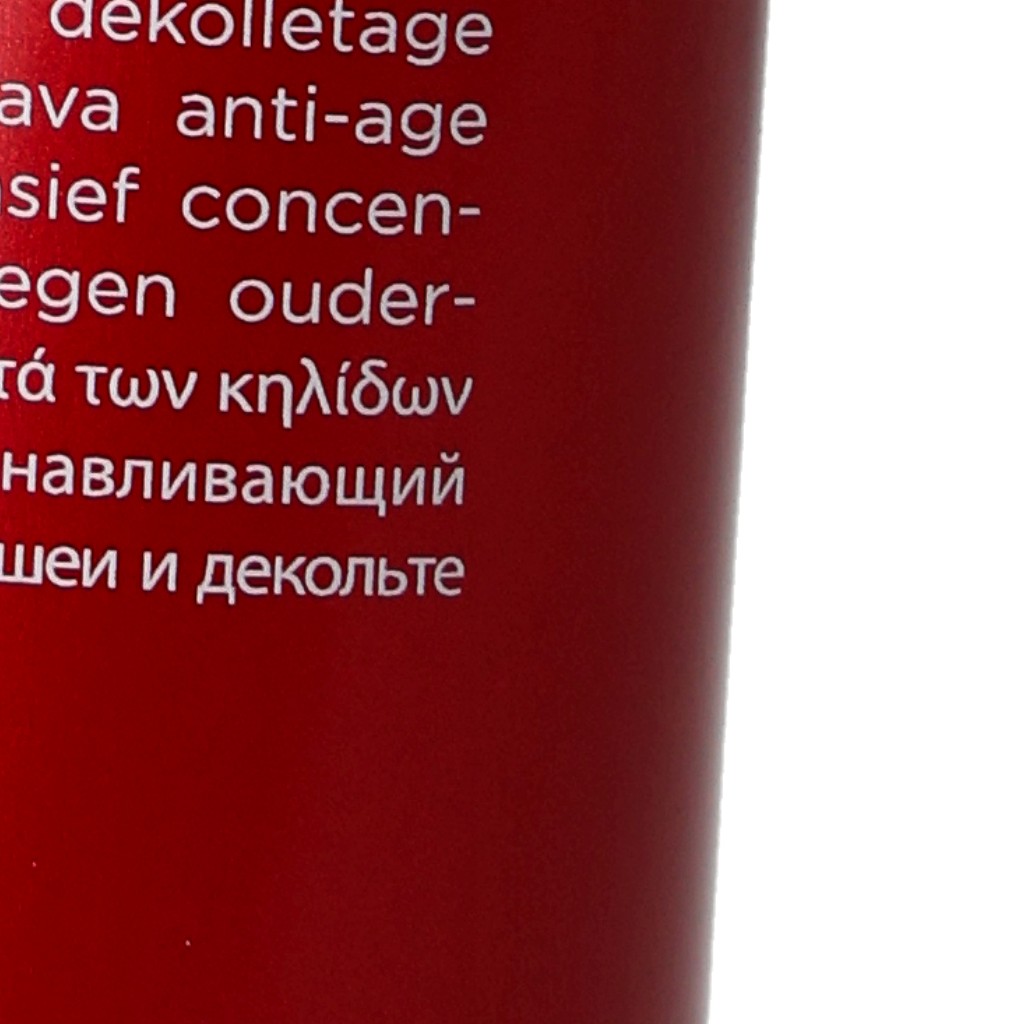 dekolletage
ava anti-age
sief concen-
egen ouder-
τά των κηλίδων
навливающий
шеи и декольте